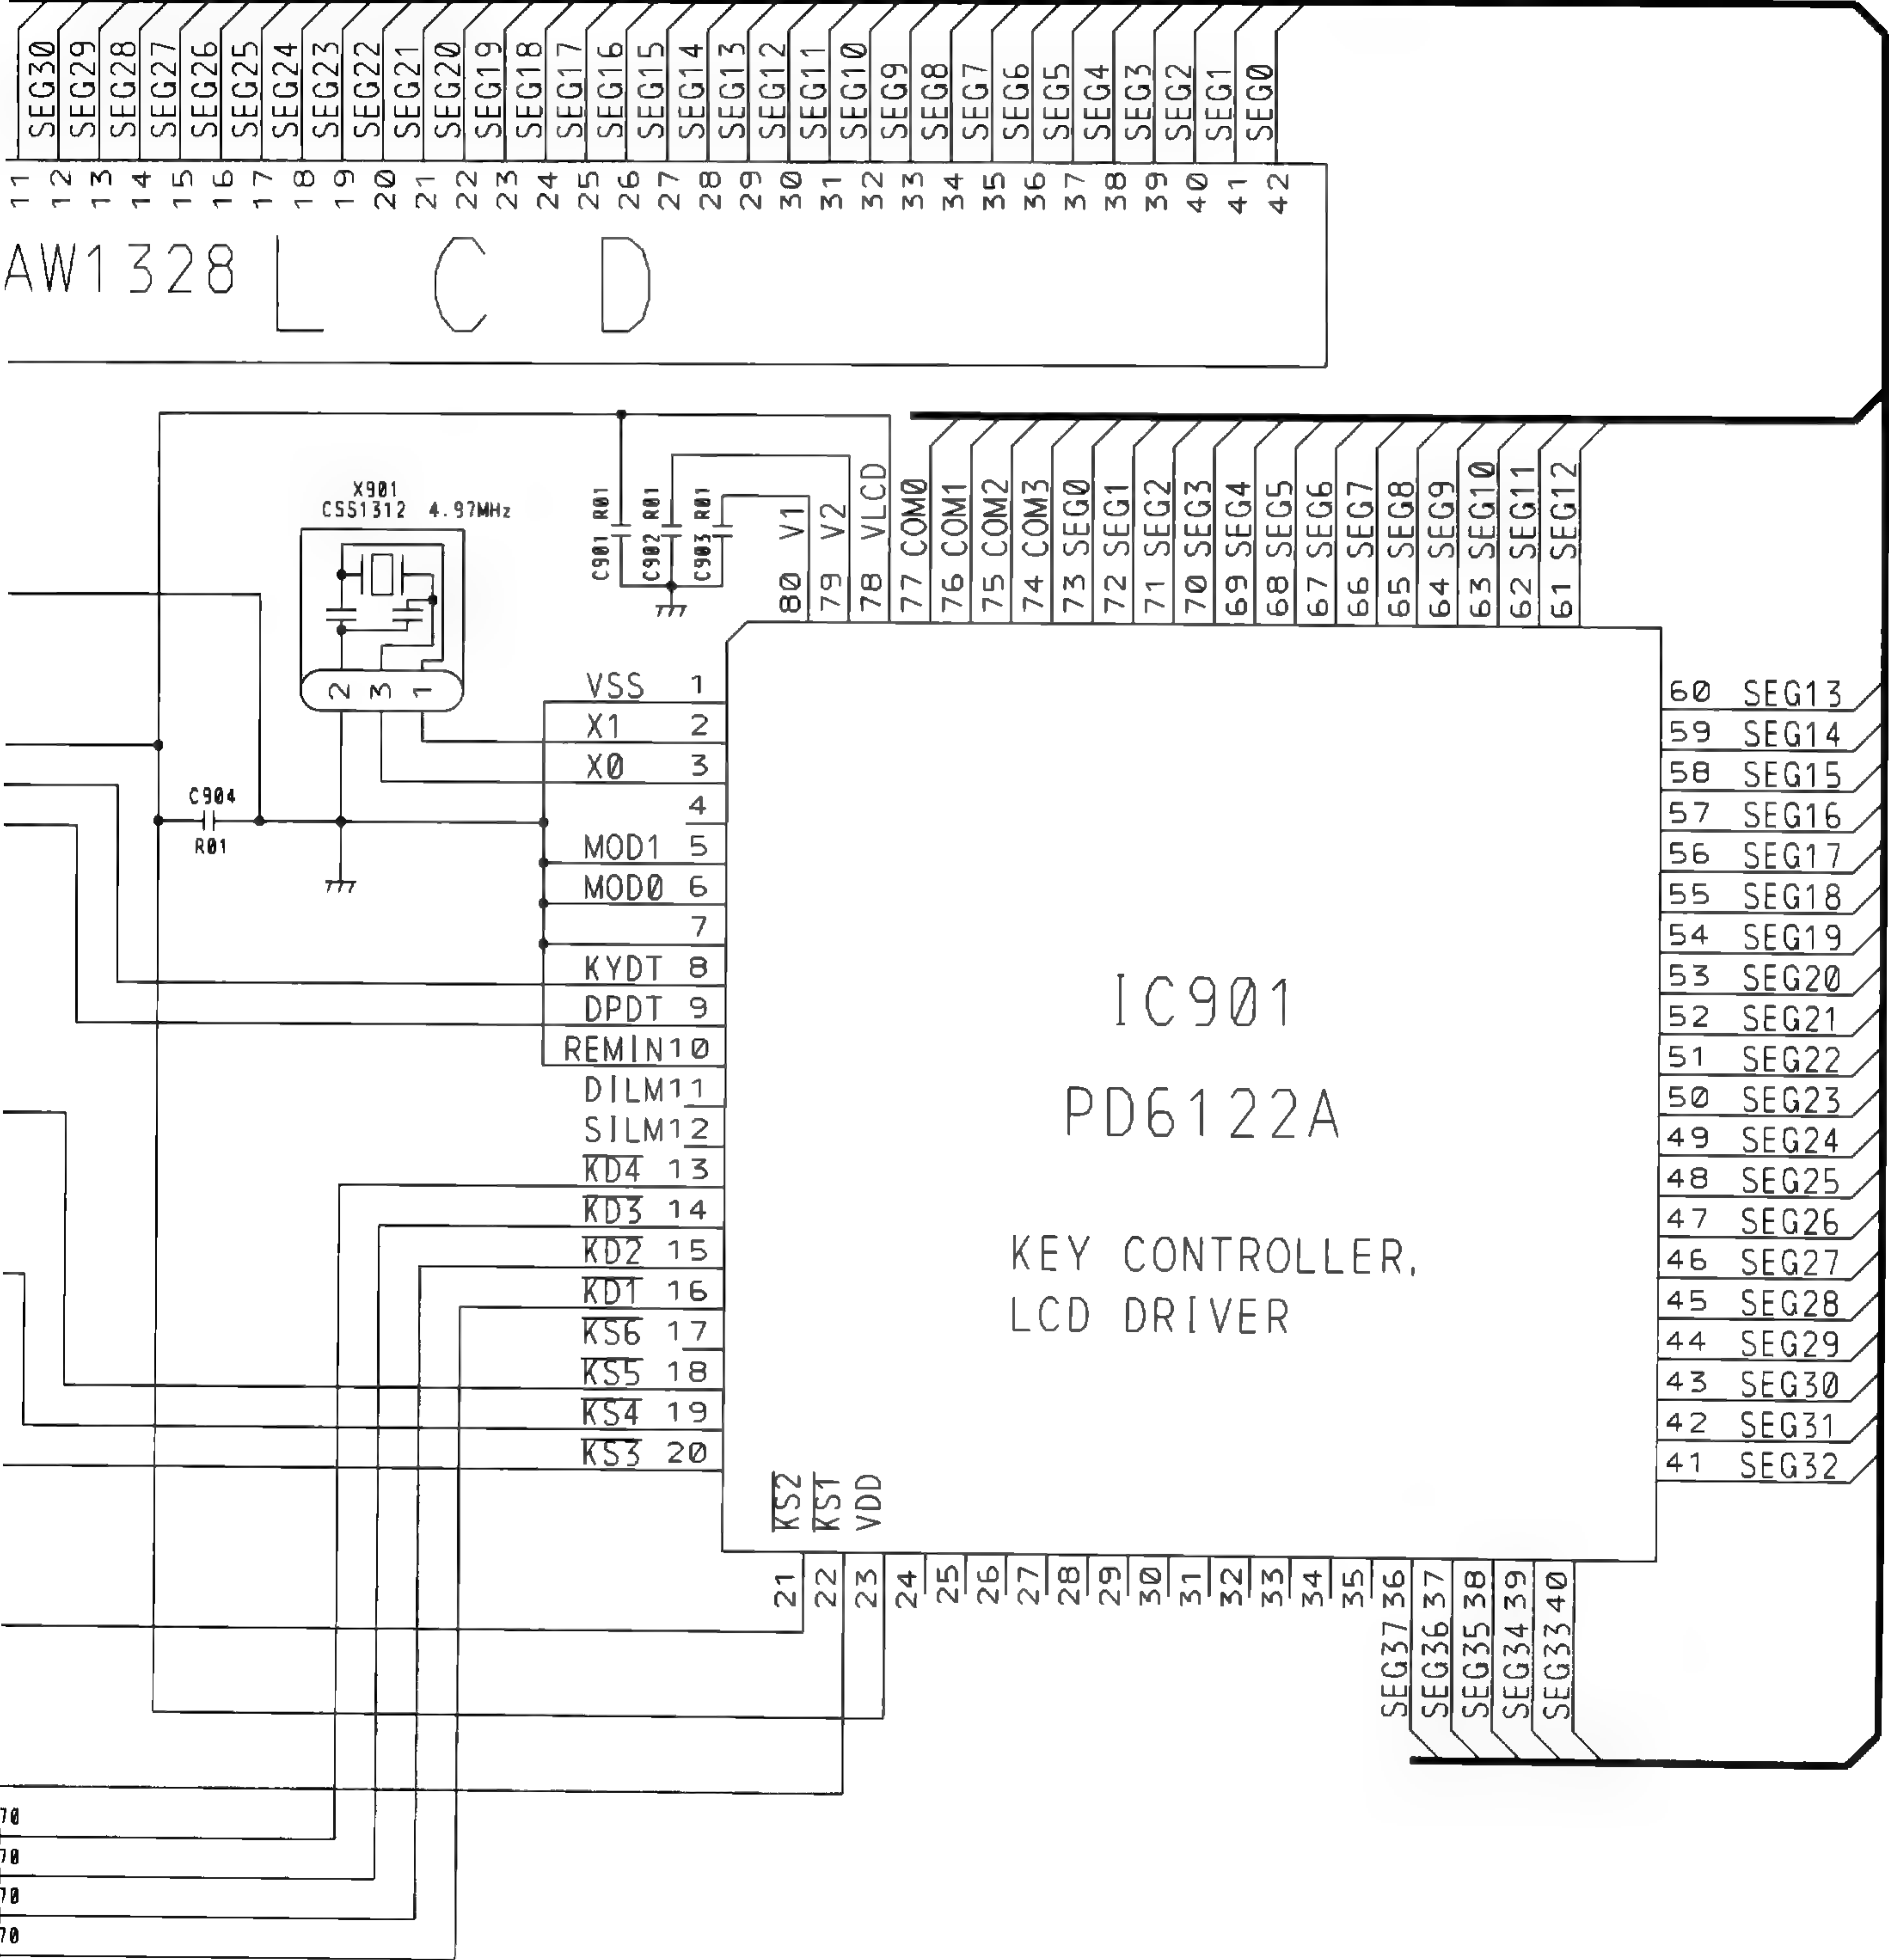 SEG30 SEG29 SEG28 SEG27 SEG26 SEG25 SEG24 SEG23 SEG22 SEG21 SEG20 SEG19 SEG18 SEG17 SEG16 SEG15 SEG14 SEG13 SEG12 SEG11 SEG10 SEG9 SEG8 SEG7 SEG6 SEG5 SEG4 SEG3 SEG2 SEG1 SEG0
11 12 13 14 15 16 17 18 19 20 21 22 23 24 25 26 27 28 29 30 31 32 33 34 35 36 37 38 39 40 41 42
AW1328 LCD
X901
CSS1312 4.97MHz
2 3 1
C901 R01
C902 R01
C903 R01
80 V1
79 V2
78 VLCD
77 COM0
76 COM1
75 COM2
74 COM3
73 SEG0
72 SEG1
71 SEG2
70 SEG3
69 SEG4
68 SEG5
67 SEG6
66 SEG7
65 SEG8
64 SEG9
63 SEG10
62 SEG11
61 SEG12
C904
R01
VSS 1
X1 2
X0 3
4
MOD1 5
MOD0 6
7
KYDT 8
DPDT 9
REMIN 10
DILM 11
SILM 12
KD4 13
KD3 14
KD2 15
KD1 16
KS6 17
KS5 18
KS4 19
KS3 20
IC901
PD6122A
KEY CONTROLLER,
LCD DRIVER
60 SEG13
59 SEG14
58 SEG15
57 SEG16
56 SEG17
55 SEG18
54 SEG19
53 SEG20
52 SEG21
51 SEG22
50 SEG23
49 SEG24
48 SEG25
47 SEG26
46 SEG27
45 SEG28
44 SEG29
43 SEG30
42 SEG31
41 SEG32
KS2 KS1 VDD
21 22 23 24 25 26 27 28 29 30 31 32 33 34 35
SEG37 36
SEG36 37
SEG35 38
SEG34 39
SEG33 40
70
70
70
70